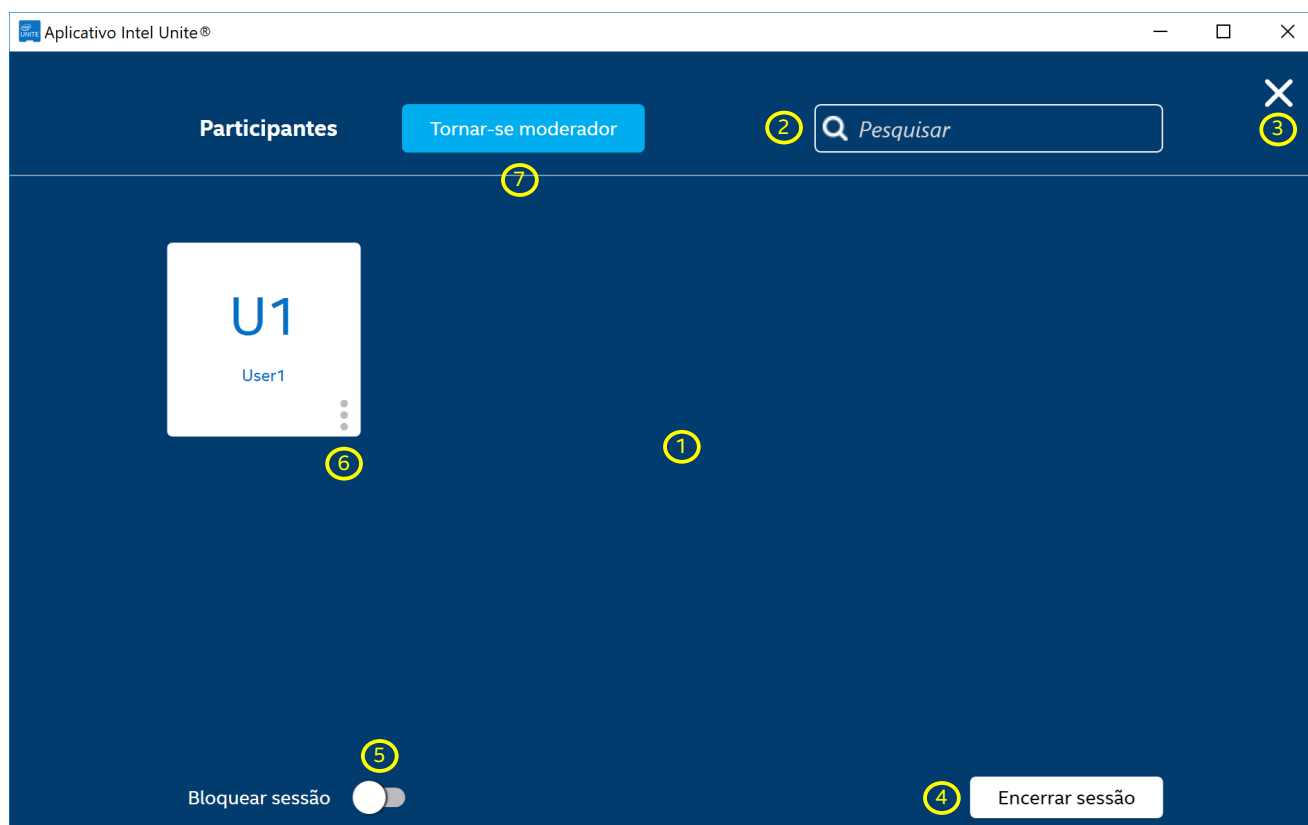 Aplicativo Intel Unite®
Participantes
Tornar-se moderador
2
Pesquisar
3
7
U1
User1
6
1
5
Bloquear sessão
4
Encerrar sessão